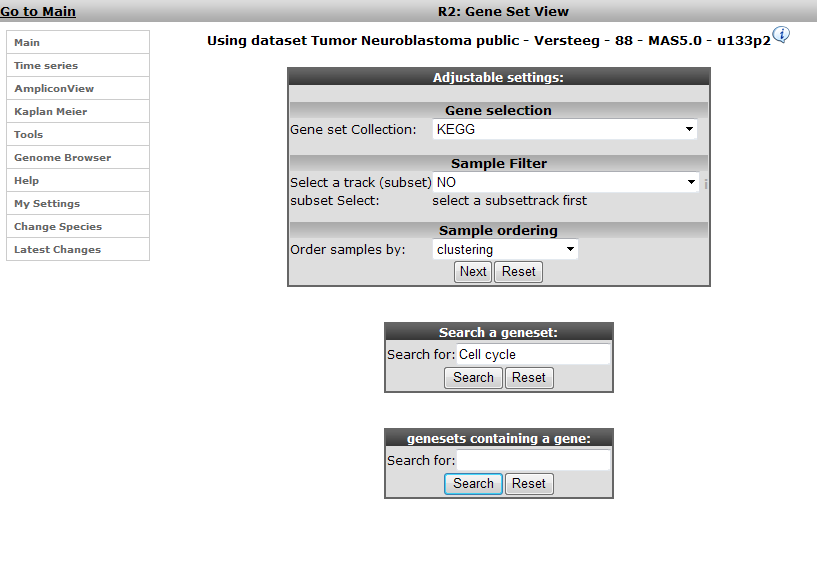 Go to Main
R2: Gene Set View
Main
Time series
AmpliconView
Kaplan Meier
Tools
Genome Browser
Help
My Settings
Change Species
Latest Changes
Using dataset Tumor Neuroblastoma public - Versteeg - 88 - MAS5.0 - u133p2 i
Adjustable settings:
Gene selection
Gene set Collection: KEGG
Sample Filter
Select a track (subset) NO i
subset Select: select a subsettrack first
Sample ordering
Order samples by: clustering
Next Reset
Search a geneset:
Search for: Cell cycle
Search Reset
genesets containing a gene:
Search for:
Search Reset